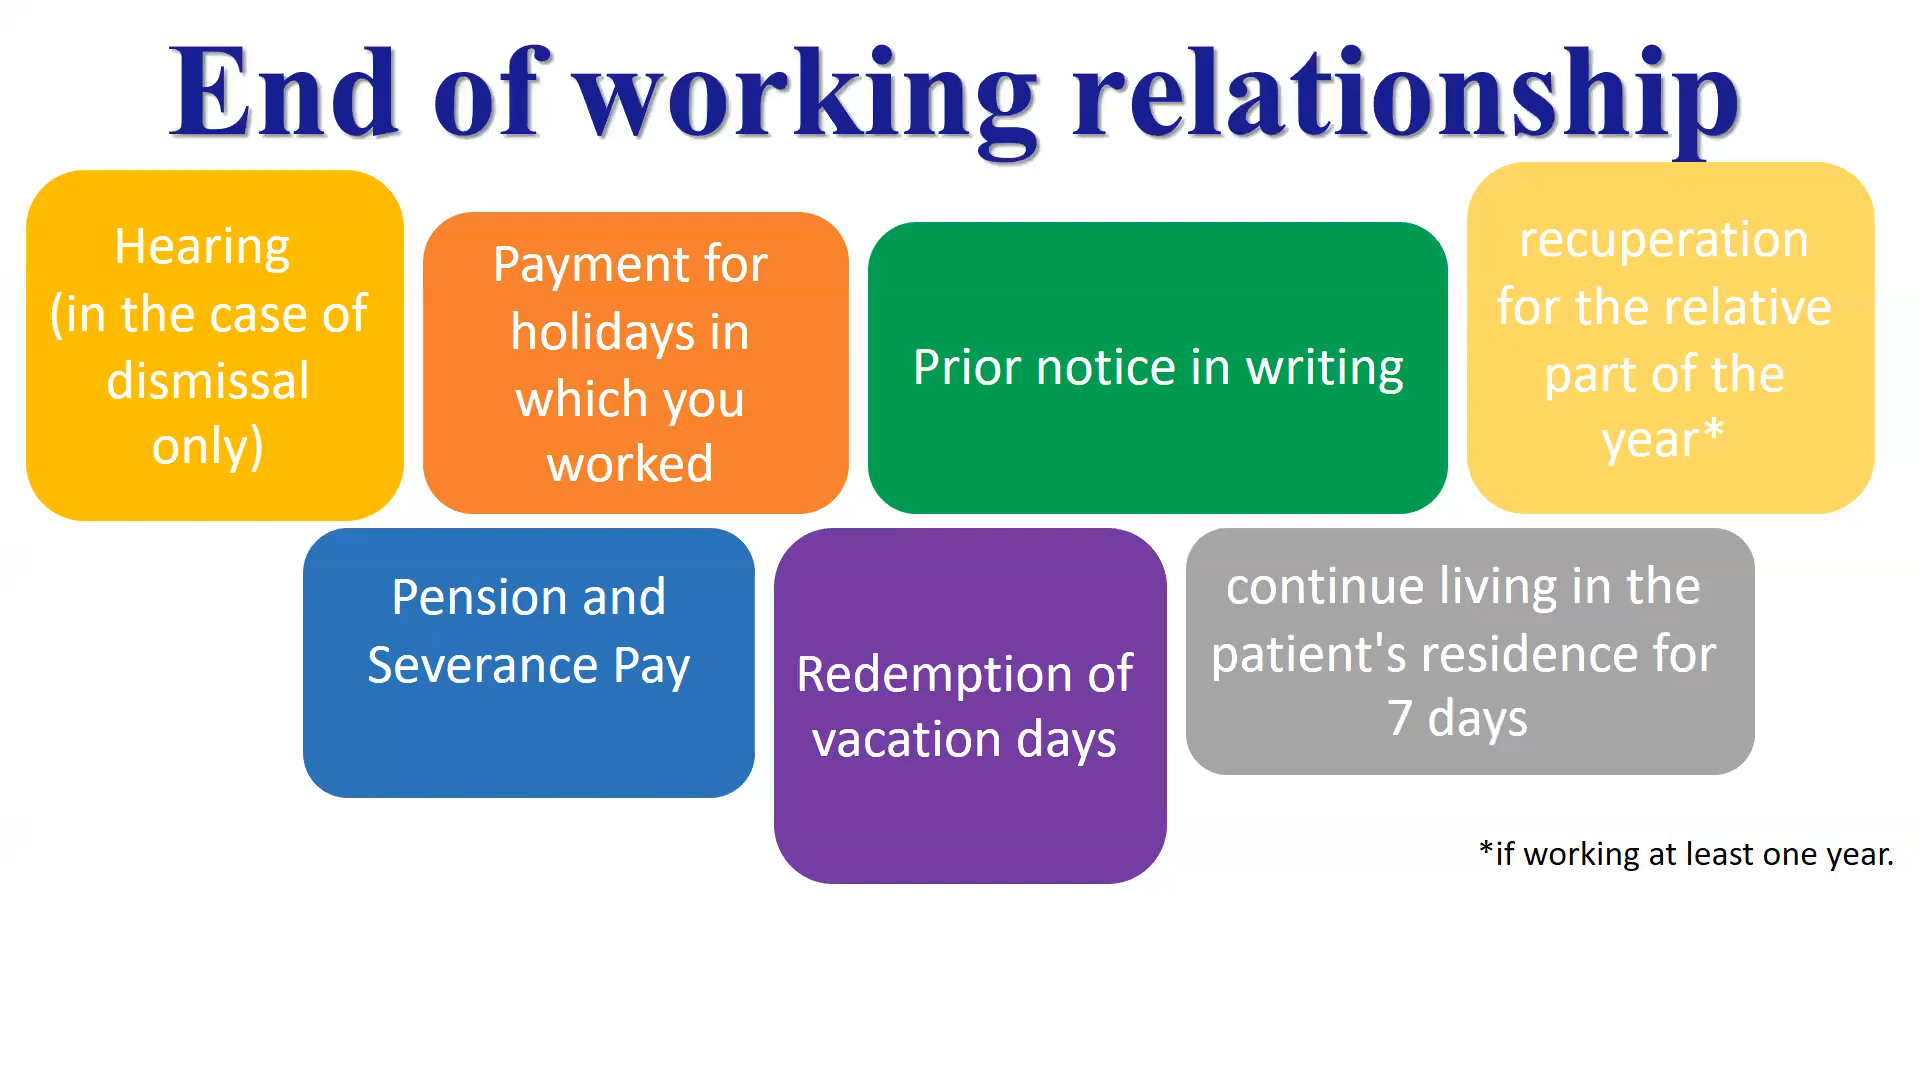 End of working relationship
Hearing
(in the case of
dismissal
only)
Payment for
holidays in
which you
worked
Prior notice in writing
recuperation
for the relative
part of the
year*
Pension and
Severance Pay
Redemption of
vacation days
continue living in the
patient's residence for
7 days
*if working at least one year.